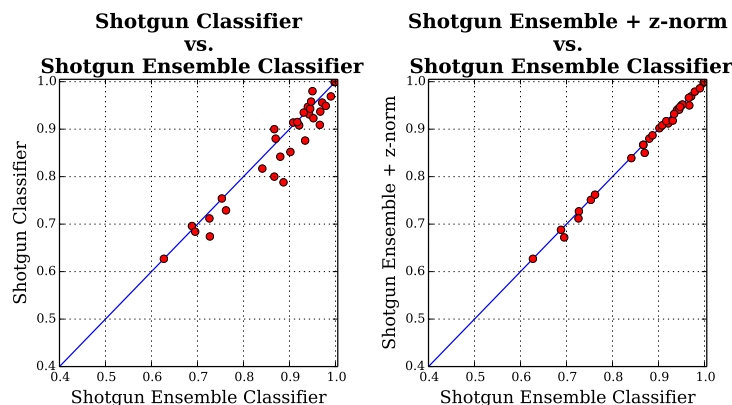 Shotgun Classifier
vs.
Shotgun Ensemble Classifier
1.0
0.9
0.8
0.7
0.6
0.5
0.4
0.4 0.5 0.6 0.7 0.8 0.9 1.0
Shotgun Classifier
Shotgun Ensemble Classifier
Shotgun Ensemble + z-norm
vs.
Shotgun Ensemble Classifier
1.0
0.9
0.8
0.7
0.6
0.5
0.4
0.4 0.5 0.6 0.7 0.8 0.9 1.0
Shotgun Ensemble + z-norm
Shotgun Ensemble Classifier